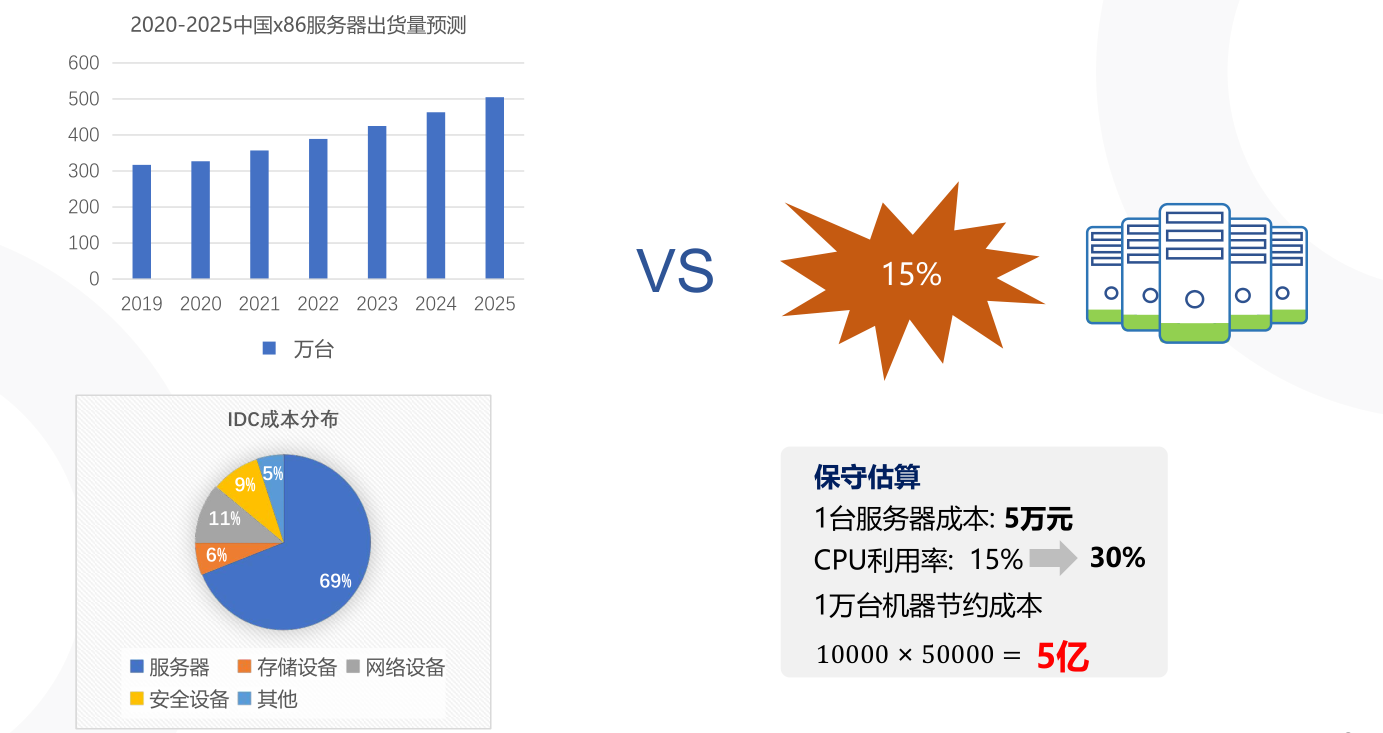 2020-2025中国x86服务器出货量预测
600
500
400
300
200
100
0
2019 2020 2021 2022 2023 2024 2025
万台
IDC成本分布
5%
9%
11%
6%
69%
服务器 存储设备 网络设备
安全设备 其他
VS
15%
保守估算
1台服务器成本: 5万元
CPU利用率: 15% 30%
1万台机器节约成本
10000 × 50000 = 5亿